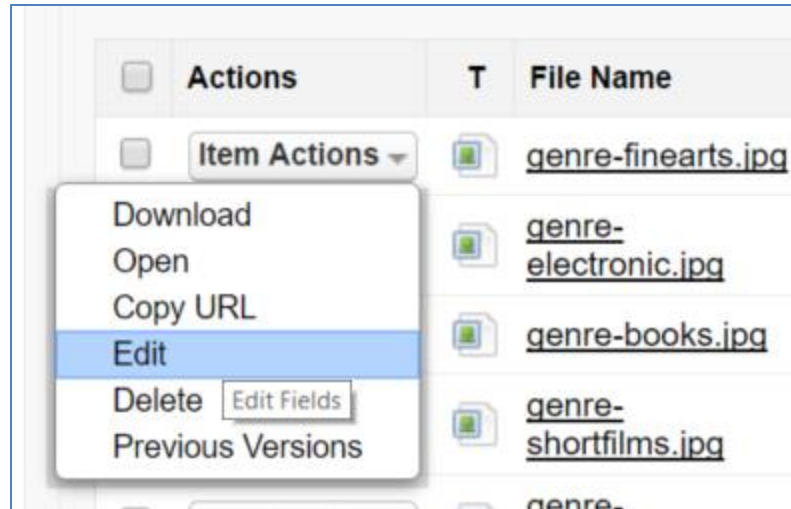 Actions T File Name
Item Actions genre-finearts.jpg
Download
genre-
electronic.jpg
Open
Copy URL
genre-books.jpg
Edit
Delete Edit Fields
genre-
shortfilms.jpg
Previous Versions
genre-